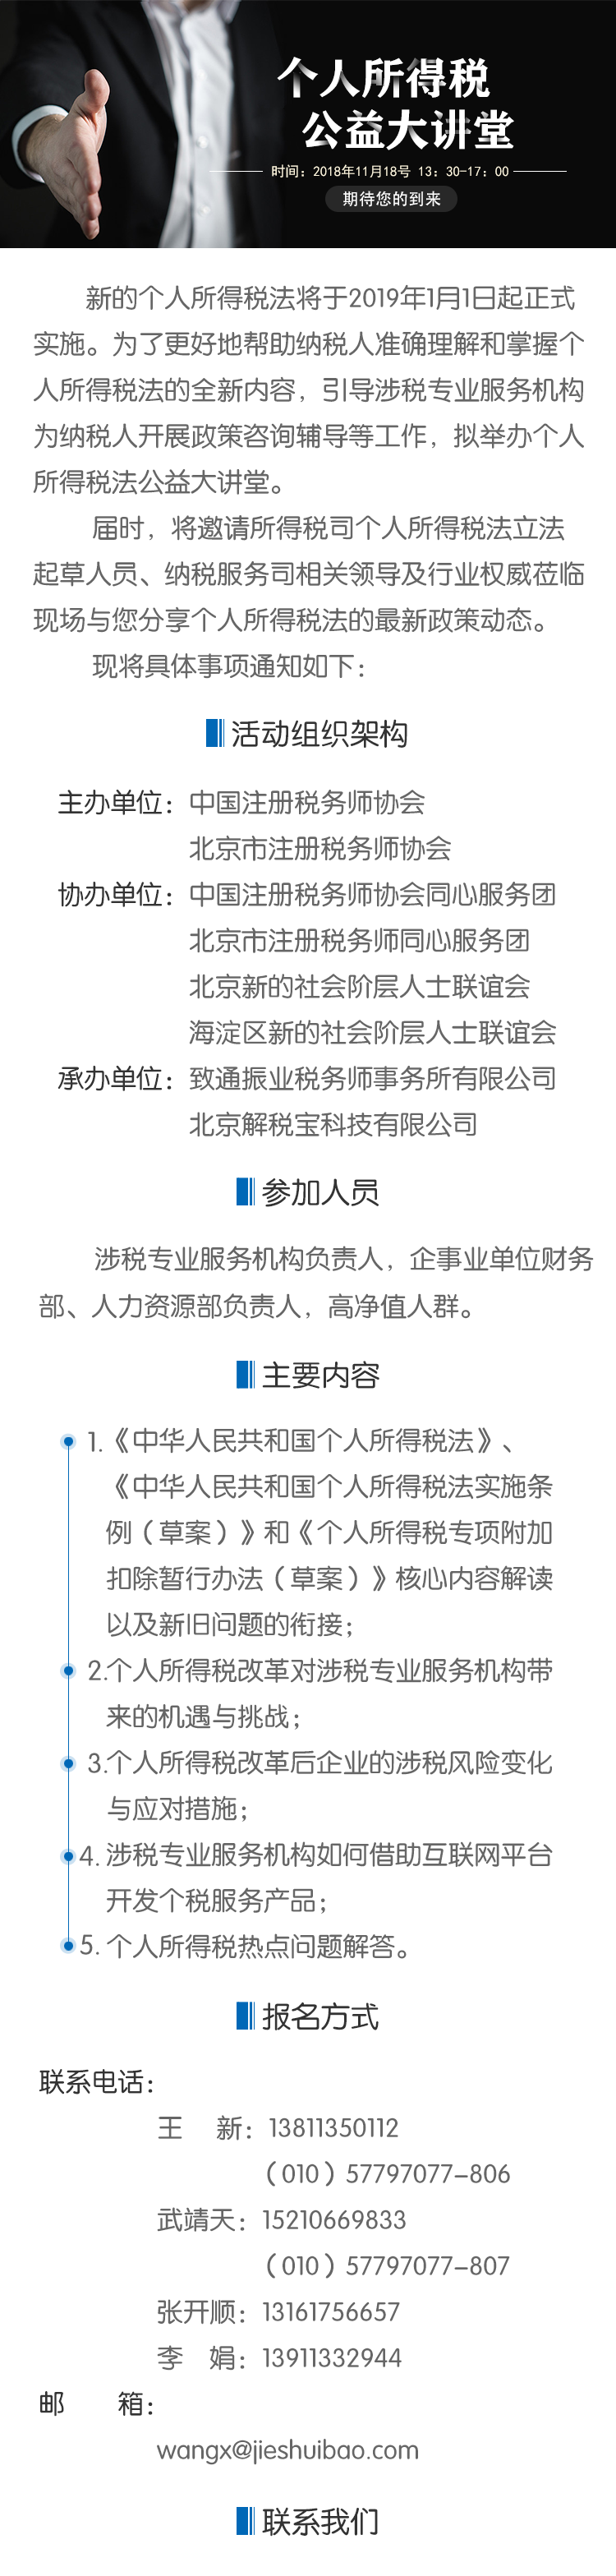 个人所得税
公益大讲堂
时间：2018年11月18号 13：30-17：00
期待您的到来
新的个人所得税法将于2019年1月1日起正式
实施。为了更好地帮助纳税人准确理解和掌握个
人所得税法的全新内容，引导涉税专业服务机构
为纳税人开展政策咨询辅导等工作，拟举办个人
所得税法公益大讲堂。
届时，将邀请所得税司个人所得税法立法
起草人员、纳税服务司相关领导及行业权威莅临
现场与您分享个人所得税法的最新政策动态。
现将具体事项通知如下：
活动组织架构
主办单位：中国注册税务师协会
北京市注册税务师协会
协办单位：中国注册税务师协会同心服务团
北京市注册税务师同心服务团
北京新的社会阶层人士联谊会
海淀区新的社会阶层人士联谊会
承办单位：致通振业税务师事务所有限公司
北京解税宝科技有限公司
参加人员
涉税专业服务机构负责人，企事业单位财务
部、人力资源部负责人，高净值人群。
主要内容
1.《中华人民共和国个人所得税法》、
《中华人民共和国个人所得税法实施条
例（草案）》和《个人所得税专项附加
扣除暂行办法（草案）》核心内容解读
以及新旧问题的衔接；
2.个人所得税改革对涉税专业服务机构带
来的机遇与挑战；
3.个人所得税改革后企业的涉税风险变化
与应对措施；
4. 涉税专业服务机构如何借助互联网平台
开发个税服务产品；
5. 个人所得税热点问题解答。
报名方式
联系电话：
王 新：13811350112
（010）57797077-806
武靖天：15210669833
（010）57797077-807
张开顺：13161756657
李 娟：13911332944
邮 箱：
wangx@jieshuibao.com
联系我们